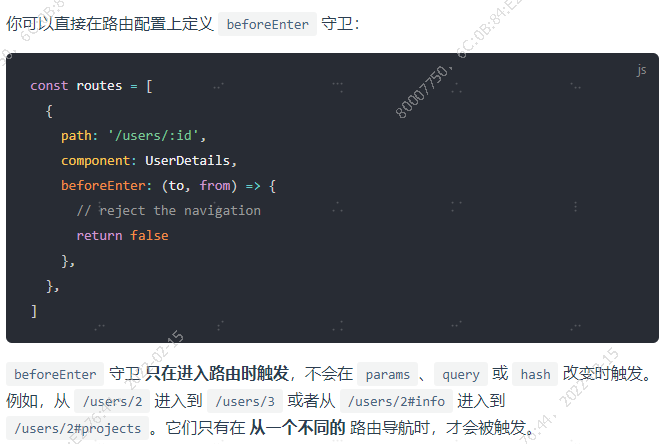 你可以直接在路由配置上定义 beforeEnter 守卫：
js
const routes = [
  {
    path: '/users/:id',
    component: UserDetails,
    beforeEnter: (to, from) => {
      // reject the navigation
      return false
    },
  },
]
beforeEnter 守卫 只在进入路由时触发，不会在 params 、 query 或 hash 改变时触发。
例如，从 /users/2 进入到 /users/3 或者从 /users/2#info 进入到
/users/2#projects 。它们只有在 从一个不同的 路由导航时，才会被触发。